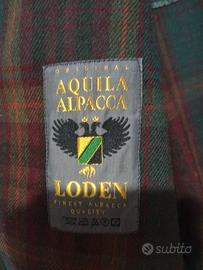 ORIGINAL
AQUILA
ALPACCA
LODEN
FINEST ALPACCA
QUALITY
subito